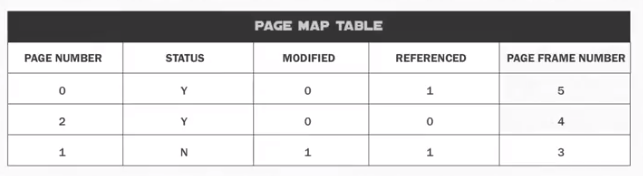 PAGE MAP TABLE
PAGE NUMBER STATUS MODIFIED REFERENCED PAGE FRAME NUMBER
0 Y 0 1 5
2 Y 0 0 4
1 N 1 1 3